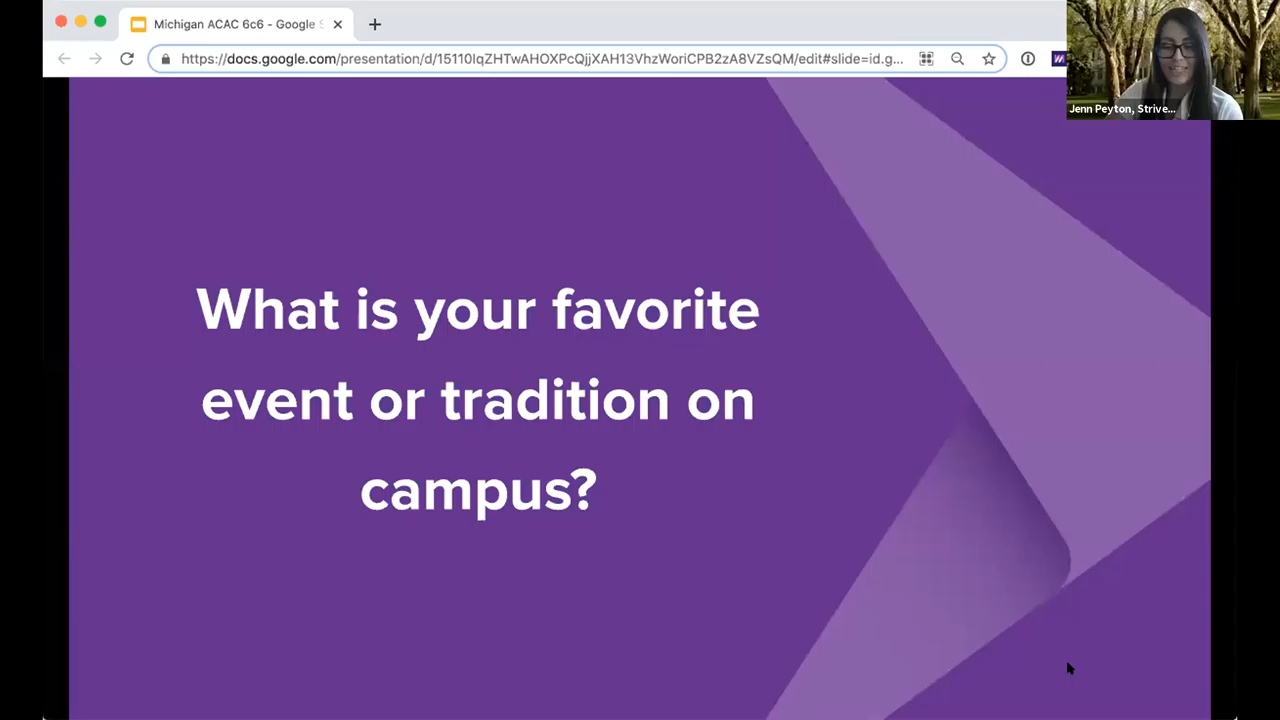 Michigan ACAC 6c6 - Google S
https://docs.google.com/presentation/d/15110lqZHTwAHOXPcQjjXAH13VhzWoriCPB2zA8VZsQM/edit#slide=id.g...
Jenn Peyton, Strive...
What is your favorite
event or tradition on
campus?